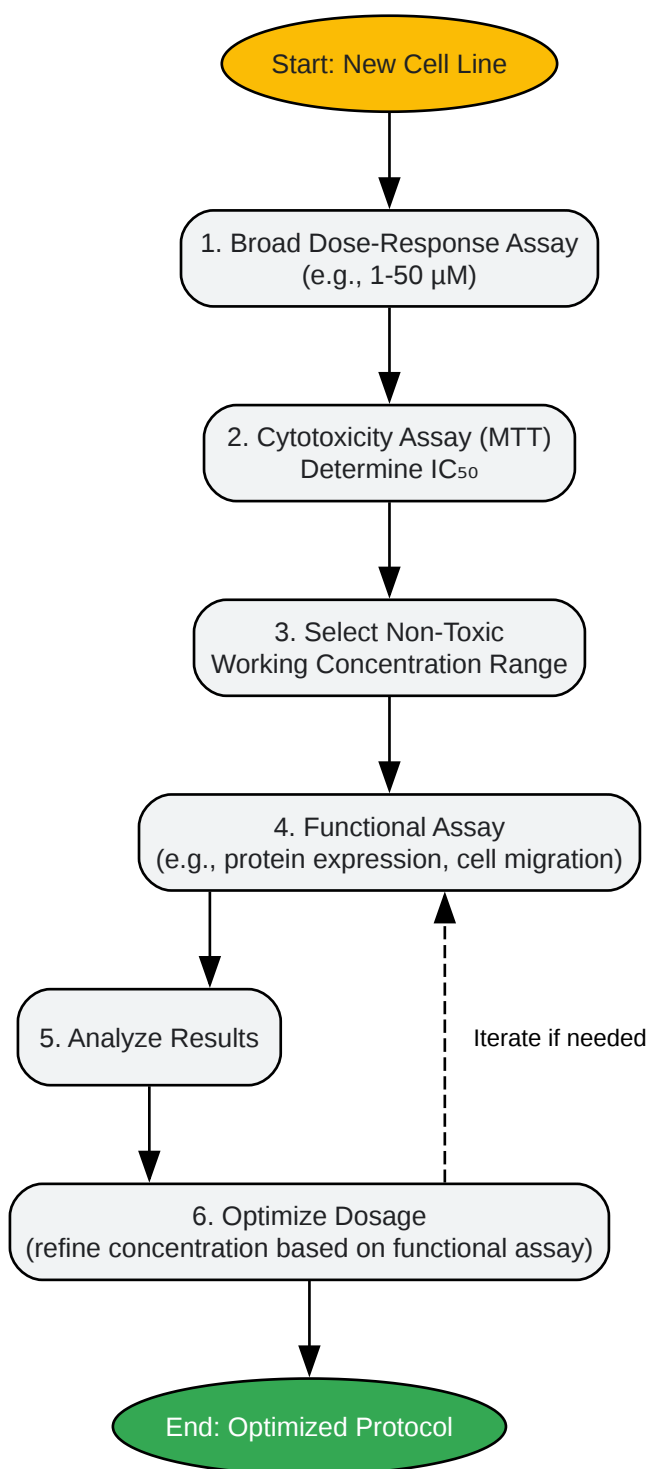 Start: New Cell Line
1. Broad Dose-Response Assay
(e.g., 1-50 µM)
2. Cytotoxicity Assay (MTT)
Determine IC₅₀
3. Select Non-Toxic
Working Concentration Range
4. Functional Assay
(e.g., protein expression, cell migration)
5. Analyze Results
Iterate if needed
6. Optimize Dosage
(refine concentration based on functional assay)
End: Optimized Protocol